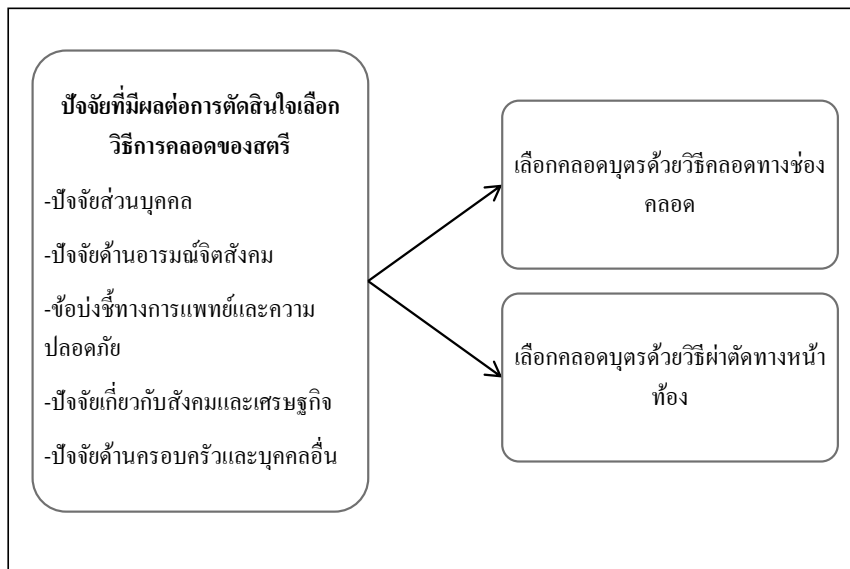 ปัจจัยที่มีผลต่อการตัดสินใจเลือก
วิธีการคลอดของสตรี
-ปัจจัยส่วนบุคคล
-ปัจจัยด้านอารมณ์จิตสังคม
-ข้อบ่งชี้ทางการแพทย์และความ
ปลอดภัย
-ปัจจัยเกี่ยวกับสังคมและเศรษฐกิจ
-ปัจจัยด้านครอบครัวและบุคคลอื่น
เลือกคลอดบุตรด้วยวิธีคลอดทางช่อง
คลอด
เลือกคลอดบุตรด้วยวิธีผ่าตัดทางหน้า
ท้อง